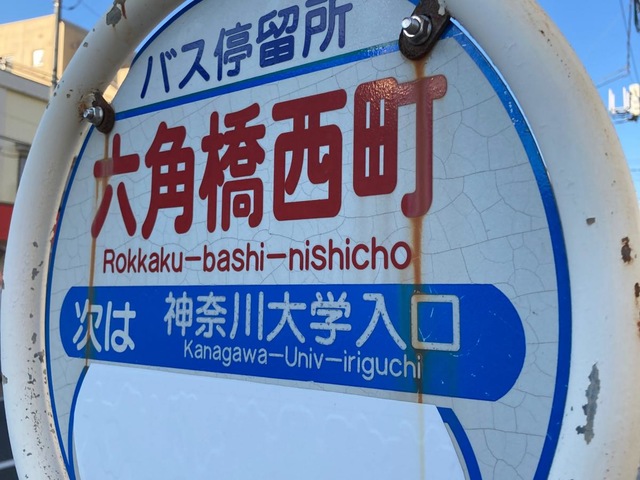 バス停留所
六角橋西町
Rokkaku-bashi-nishicho
次は 神奈川大学入口
Kanagawa-Univ-iriguchi